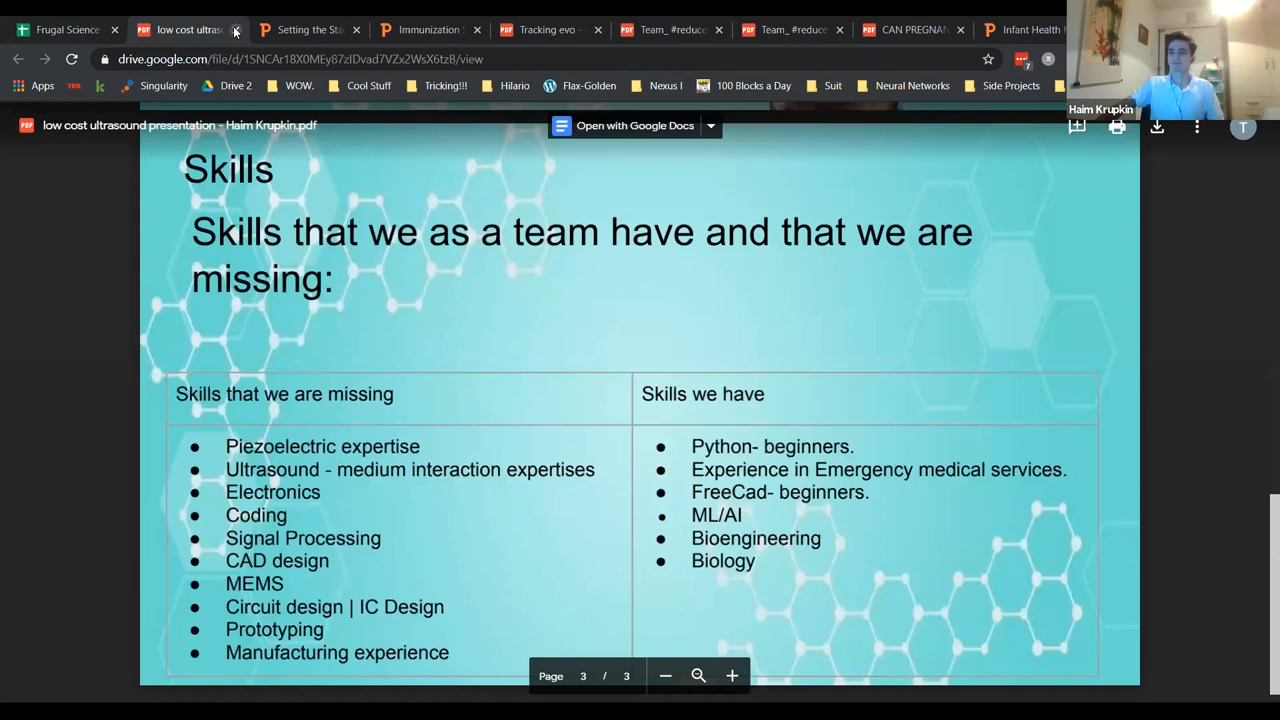 Frugal Science
low cost ultras
Setting the Sta
Immunization
Tracking evo -
Team_ #reduce
Team_ #reduce
CAN PREGNAN
Infant Health
drive.google.com/file/d/1SNCAr18X0MEy87zIDvad7VZx2WsX6tzB/view
7
Apps
TED
Singularity
Drive 2
WOW.
Cool Stuff
Tricking!!!
Hilario
Flax-Golden
Nexus I
100 Blocks a Day
Suit
Neural Networks
Side Projects
Haim Krupkin
PDF
low cost ultrasound presentation - Haim Krupkin.pdf
Open with Google Docs
T
Skills
Skills that we as a team have and that we are
missing:
Skills that we are missing
Piezoelectric expertise
Ultrasound - medium interaction expertises
Electronics
Coding
Signal Processing
CAD design
MEMS
Circuit design | IC Design
Prototyping
Manufacturing experience
Skills we have
Python- beginners.
Experience in Emergency medical services.
FreeCad- beginners.
ML/AI
Bioengineering
Biology
Page 3 / 3